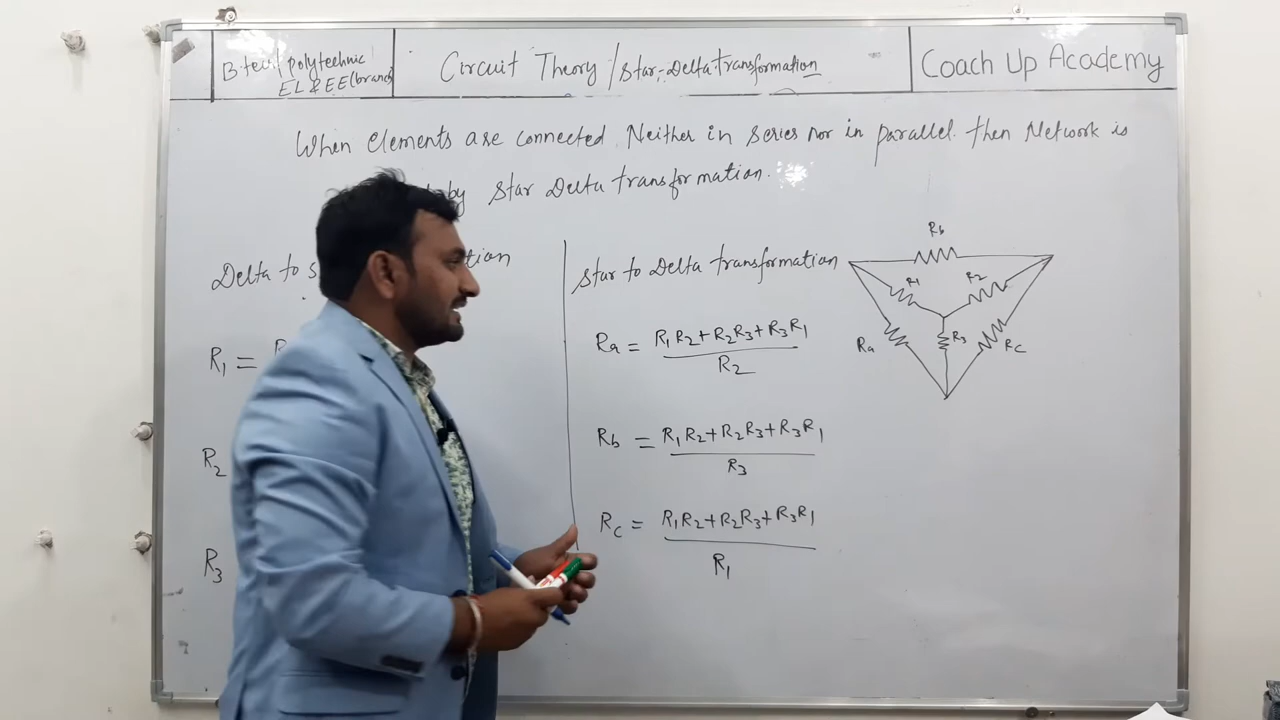 B.tech/polytechnic
EL & EE (branch)
Circuit Theory / Star-Delta transformation
Coach Up Academy
When elements are connected Neither in series nor in parallel. then Network is
by star Delta transformation.
Delta to
star to Delta transformation
R1 =
R2
R3
Ra = R1R2+R2R3+R3R1
R2
Rb = R1R2+R2R3+R3R1
R3
Rc = R1R2+R2R3+R3R1
R1
Rb
R1
R2
Ra
R3
Rc